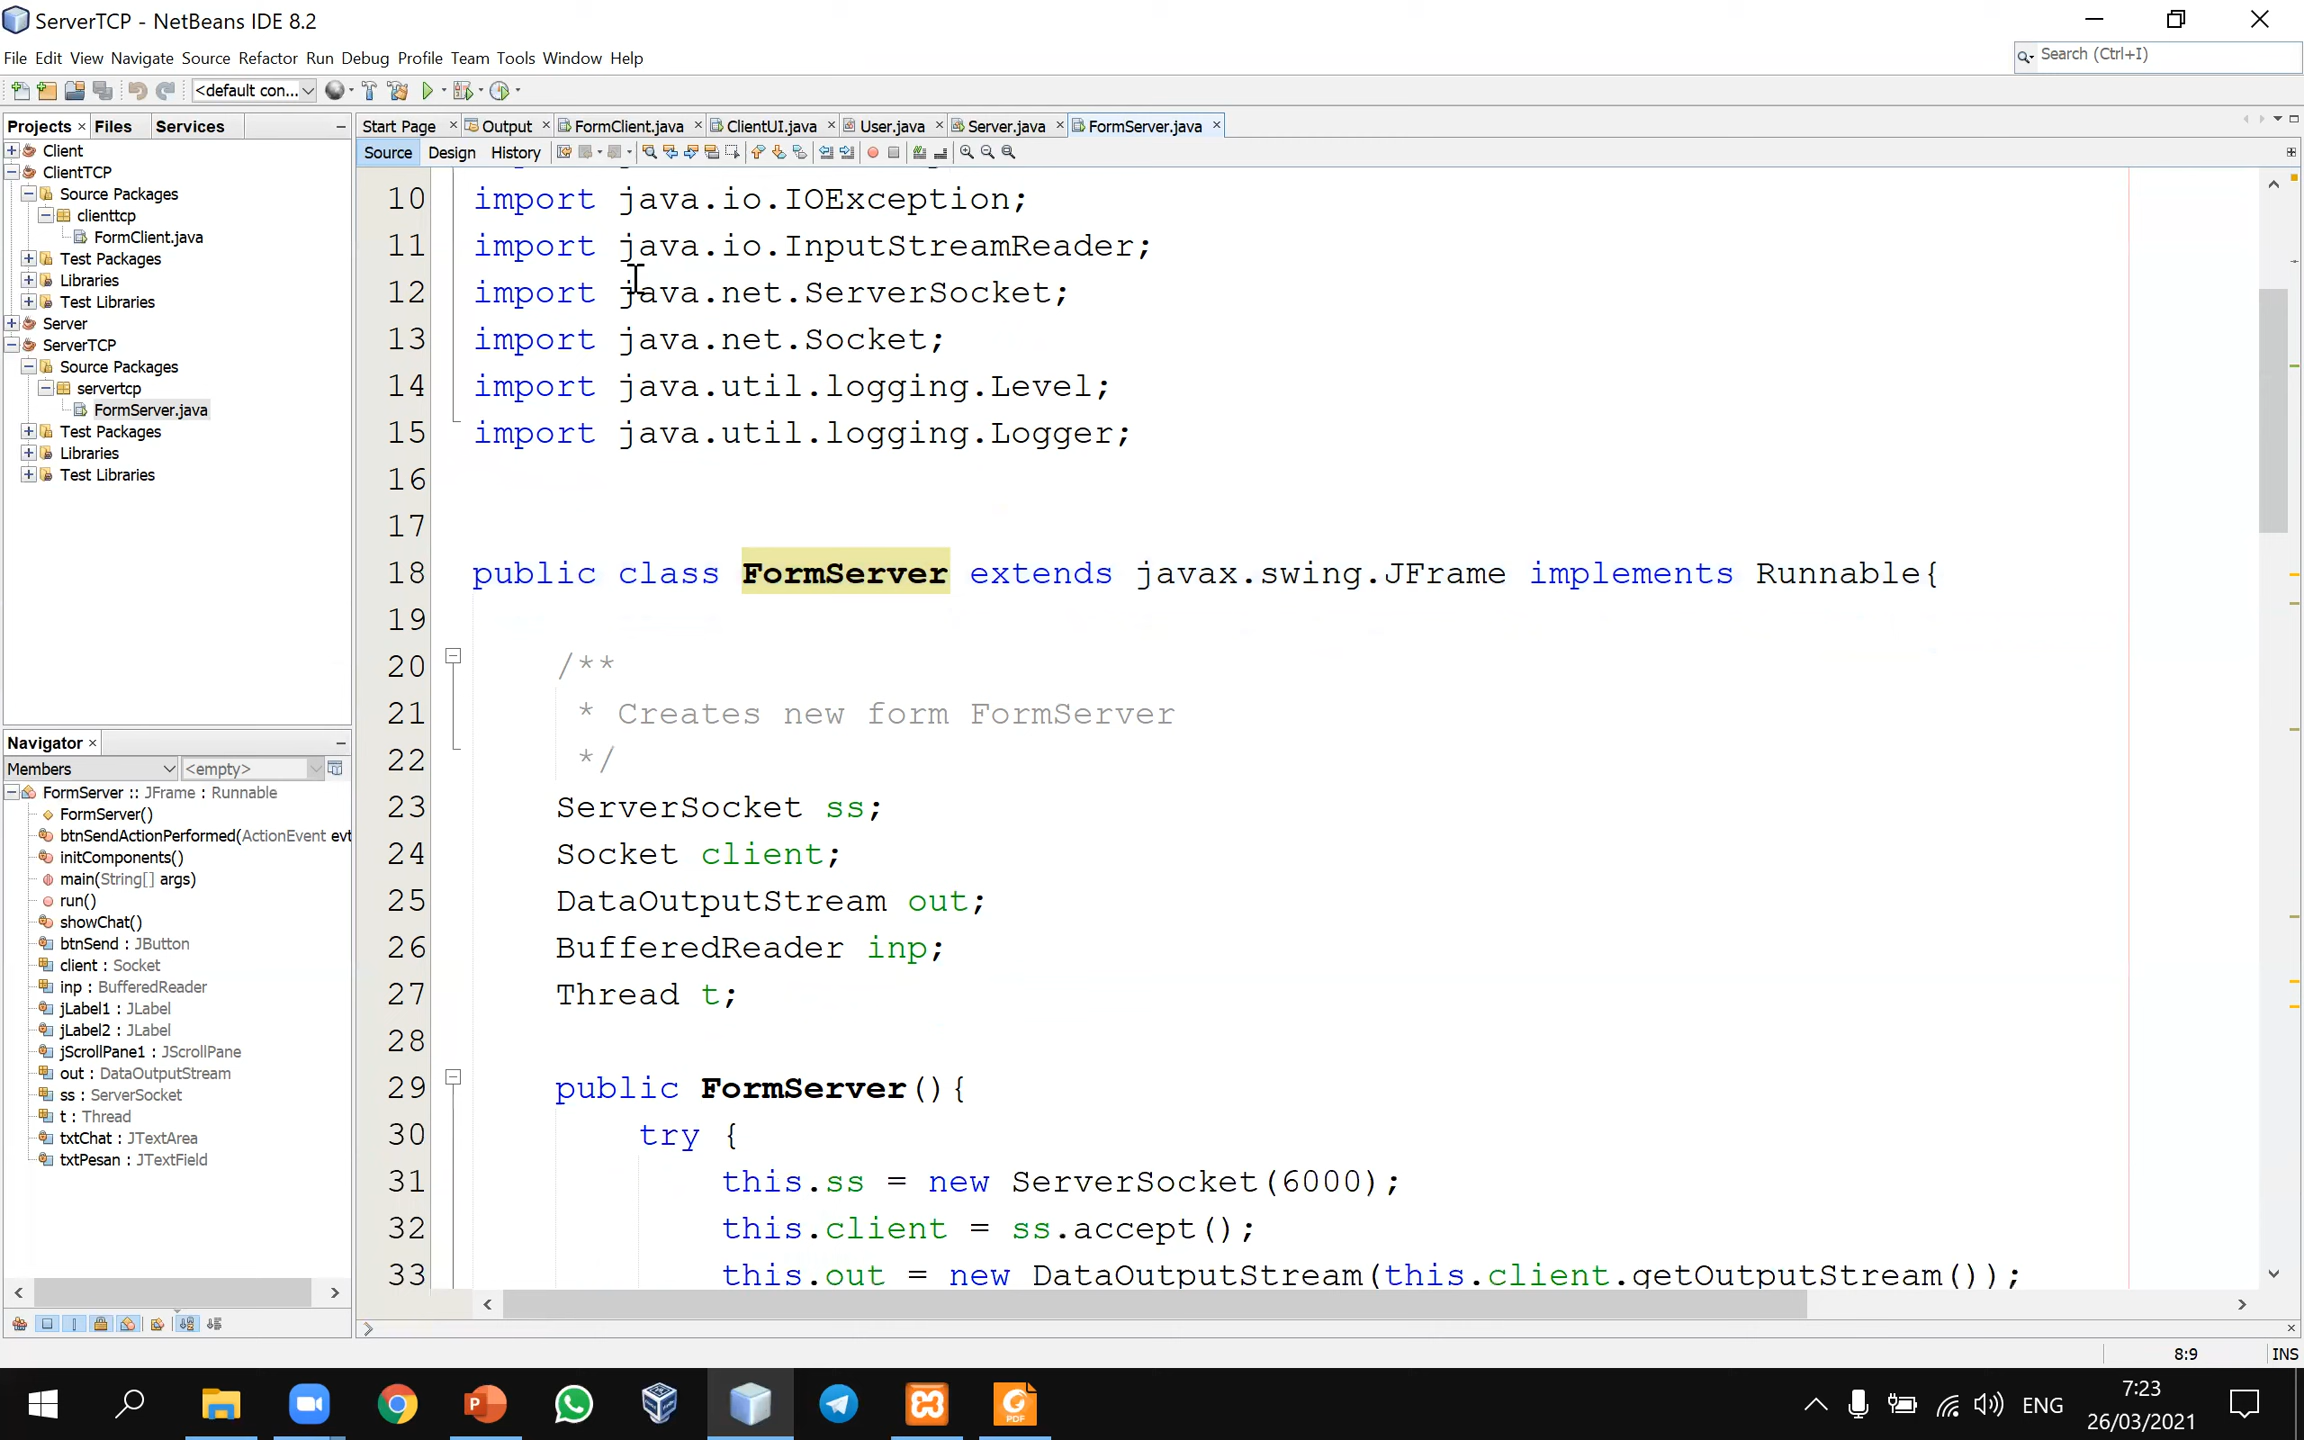 ServerTCP - NetBeans IDE 8.2
File Edit View Navigate Source Refactor Run Debug Profile Team Tools Window Help
Search (Ctrl+I)
<default con...
Projects Files Services
Start Page Output FormClient.java ClientUI.java User.java Server.java FormServer.java
Source Design History
Client
ClientTCP
Source Packages
clienttcp
FormClient.java
Test Packages
Libraries
Test Libraries
Server
ServerTCP
Source Packages
servertcp
FormServer.java
Test Packages
Libraries
Test Libraries
Navigator
Members <empty>
FormServer :: JFrame : Runnable
FormServer()
btnSendActionPerformed(ActionEvent evt
initComponents()
main(String[] args)
run()
showChat()
btnSend : JButton
client : Socket
inp : BufferedReader
jLabel1 : JLabel
jLabel2 : JLabel
jScrollPane1 : JScrollPane
out : DataOutputStream
ss : ServerSocket
t : Thread
txtChat : JTextArea
txtPesan : JTextField
10 import java.io.IOException;
11 import java.io.InputStreamReader;
12 import java.net.ServerSocket;
13 import java.net.Socket;
14 import java.util.logging.Level;
15 import java.util.logging.Logger;
16
17
18 public class FormServer extends javax.swing.JFrame implements Runnable{
19
20 /**
21 * Creates new form FormServer
22 */
23 ServerSocket ss;
24 Socket client;
25 DataOutputStream out;
26 BufferedReader inp;
27 Thread t;
28
29 public FormServer(){
30 try {
31 this.ss = new ServerSocket(6000);
32 this.client = ss.accept();
33 this.out = new DataOutputStream(this.client.getOutputStream());
8:9 INS
PDF
ENG
7:23
26/03/2021